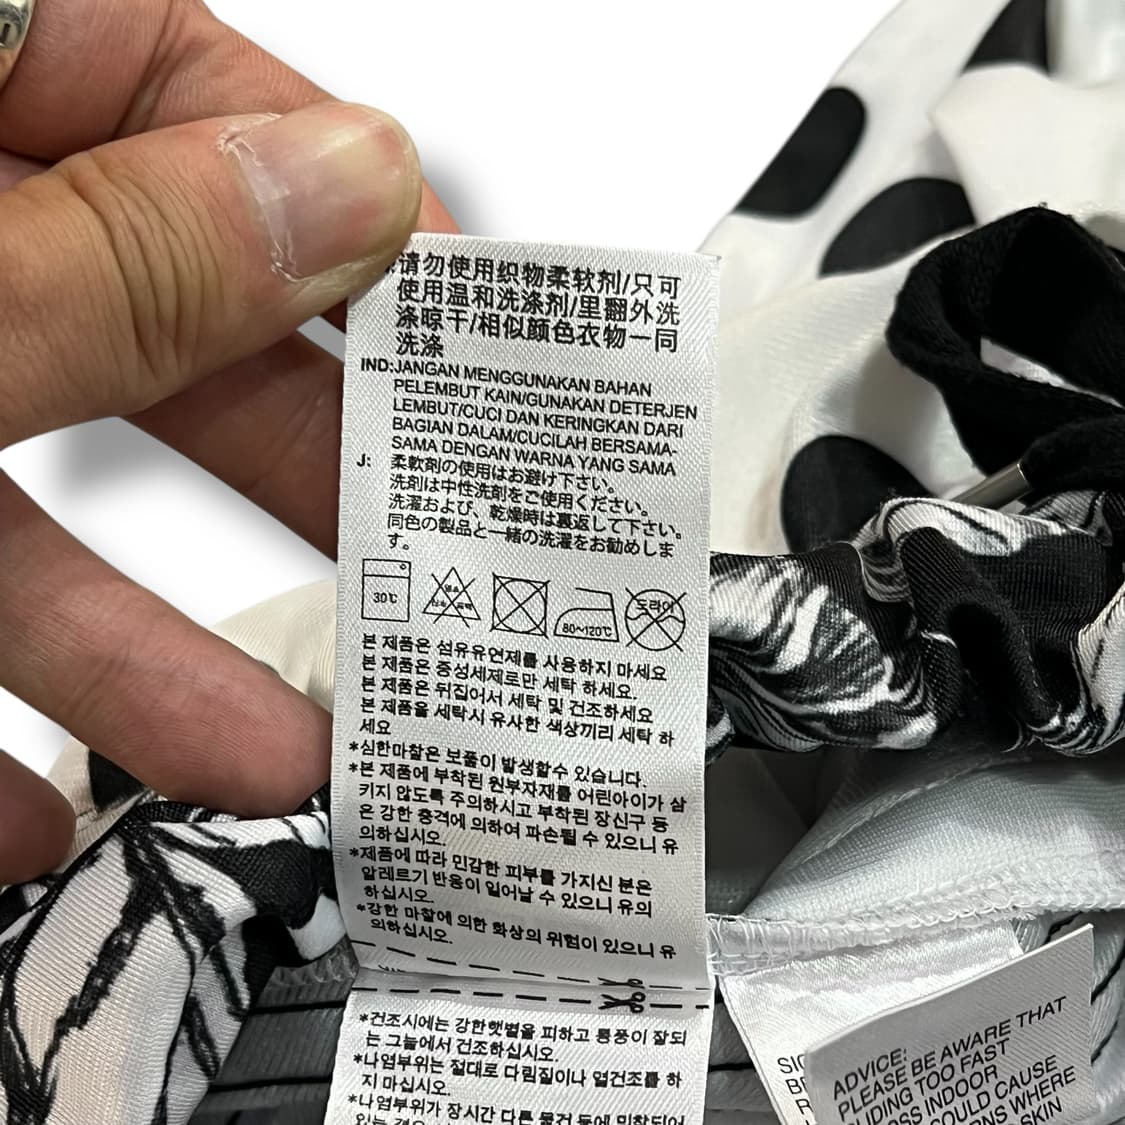 请勿使用织物柔软剂/只可
使用温和洗涤剂/里翻外洗
涤晾干/相似颜色衣物一同
洗涤
IND:JANGAN MENGGUNAKAN BAHAN
PELEMBUT KAIN/GUNAKAN DETERJEN
LEMBUT/CUCI DAN KERINGKAN DARI
BAGIAN DALAM/CUCILAH BERSAMA-
SAMA DENGAN WARNA YANG SAMA
J: 柔軟剤の使用はお避け下さい。
洗剤は中性洗剤をご使用ください。
洗濯および、乾燥時は裏返して下さい。
同色の製品と一緒の洗濯をお勧めしま
す。
30℃
80~120℃
드라이
본 제품은 섬유유연제를 사용하지 마세요
본 제품은 중성세제로만 세탁 하세요.
본 제품은 뒤집어서 세탁 및 건조하세요
본 제품을 세탁시 유사한 색상끼리 세탁 하
세요
*심한마찰은 보풀이 발생할수 있습니다.
*본 제품에 부착된 원부자재를 어린아이가 삼
키지 않도록 주의하시고 부착된 장신구 등
은 강한 충격에 의하여 파손될 수 있으니 유
의하십시오.
*제품에 따라 민감한 피부를 가지신 분은
알레르기 반응이 일어날 수 있으니 유의
하십시오.
*강한 마찰에 의한 화상의 위험이 있으니 유
의하십시오.
*건조시에는 강한햇볕을 피하고 통풍이 잘되
는 그늘에서 건조하십시오.
*나염부위는 절대로 다림질이나 열건조를 하
지 마십시오.
*나염부위가 장시간 다른 물건 등에 밀착되어
ADVICE:
PLEASE BE AWARE THAT
SLIDING TOO FAST
INDOOR
COULD CAUSE
WHERE
SKIN